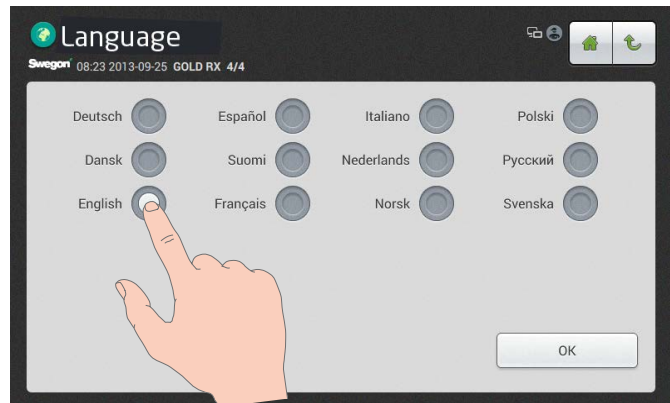 Language
Swegon 08:23 2013-09-25 GOLD RX 4/4
Deutsch Español Italiano Polski
Dansk Suomi Nederlands Русский
English Français Norsk Svenska
OK